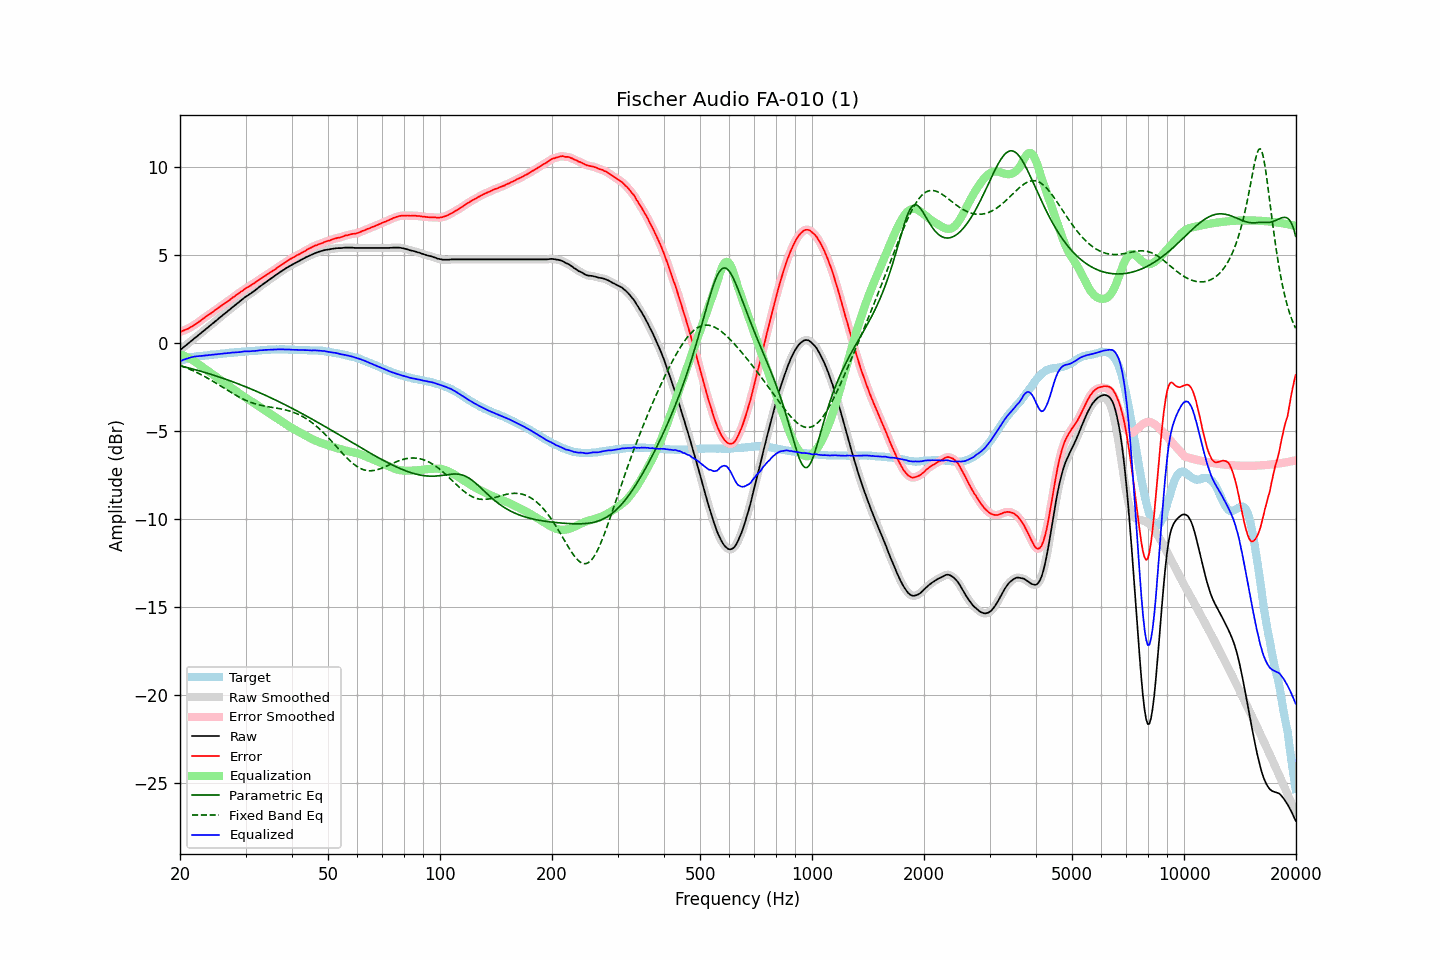 Fischer Audio FA-010 (1)
Amplitude (dBr)
10
5
0
−5
−10
−15
−20
−25
Target
Raw Smoothed
Error Smoothed
Raw
Error
Equalization
Parametric Eq
Fixed Band Eq
Equalized
20 50 100 200 500 1000 2000 5000 10000 20000
Frequency (Hz)